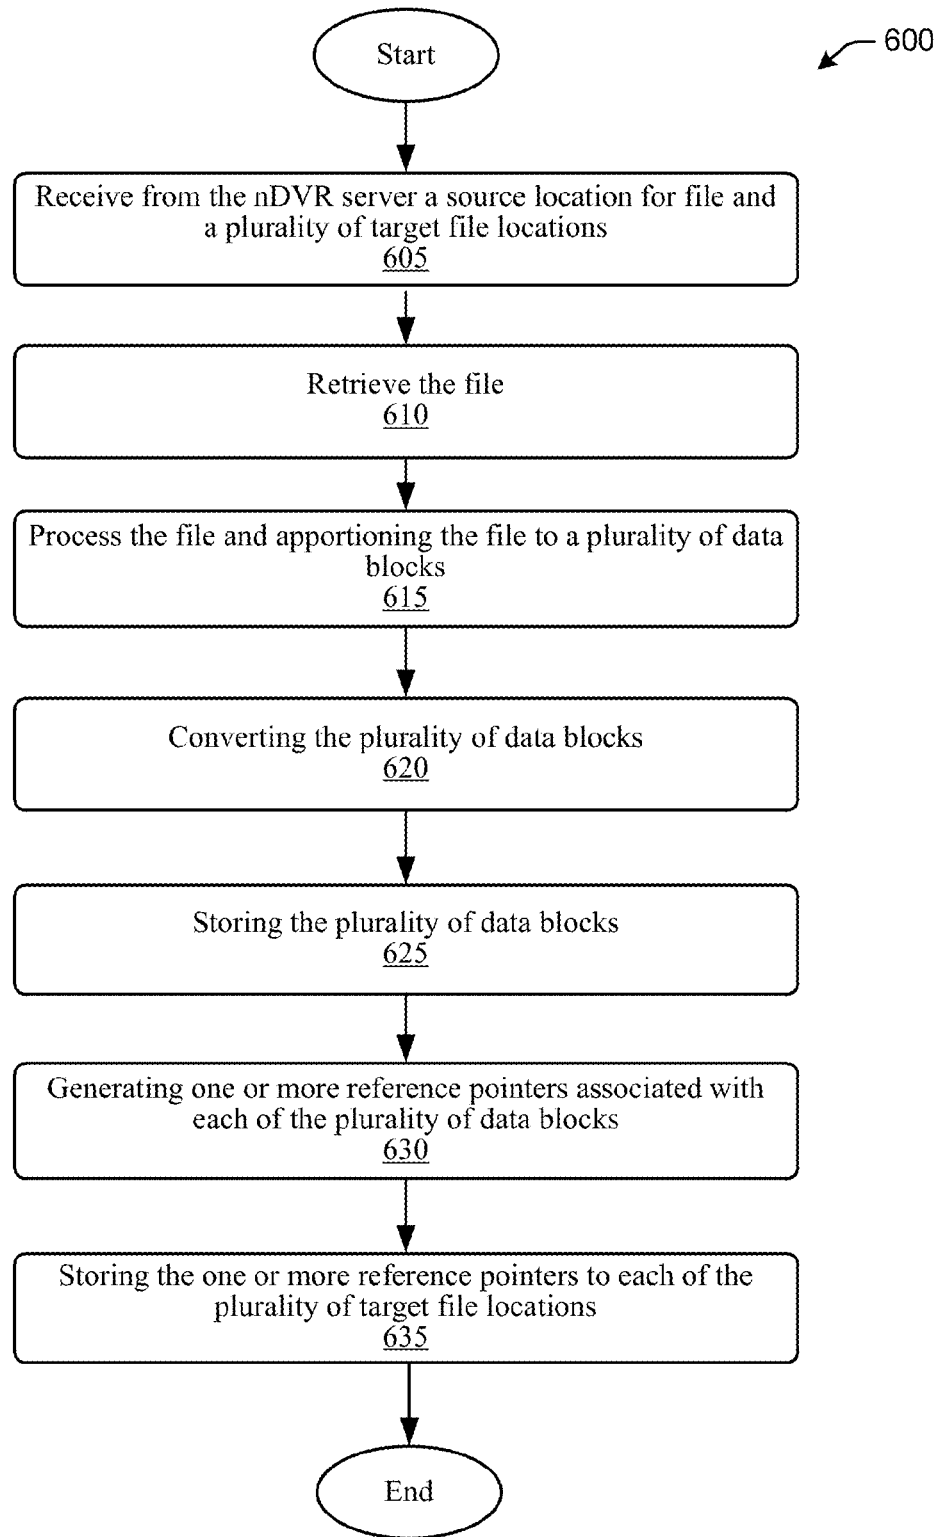 Start
600
Receive from the nDVR server a source location for file and
a plurality of target file locations
605
Retrieve the file
610
Process the file and apportioning the file to a plurality of data
blocks
615
Converting the plurality of data blocks
620
Storing the plurality of data blocks
625
Generating one or more reference pointers associated with
each of the plurality of data blocks
630
Storing the one or more reference pointers to each of the
plurality of target file locations
635
End